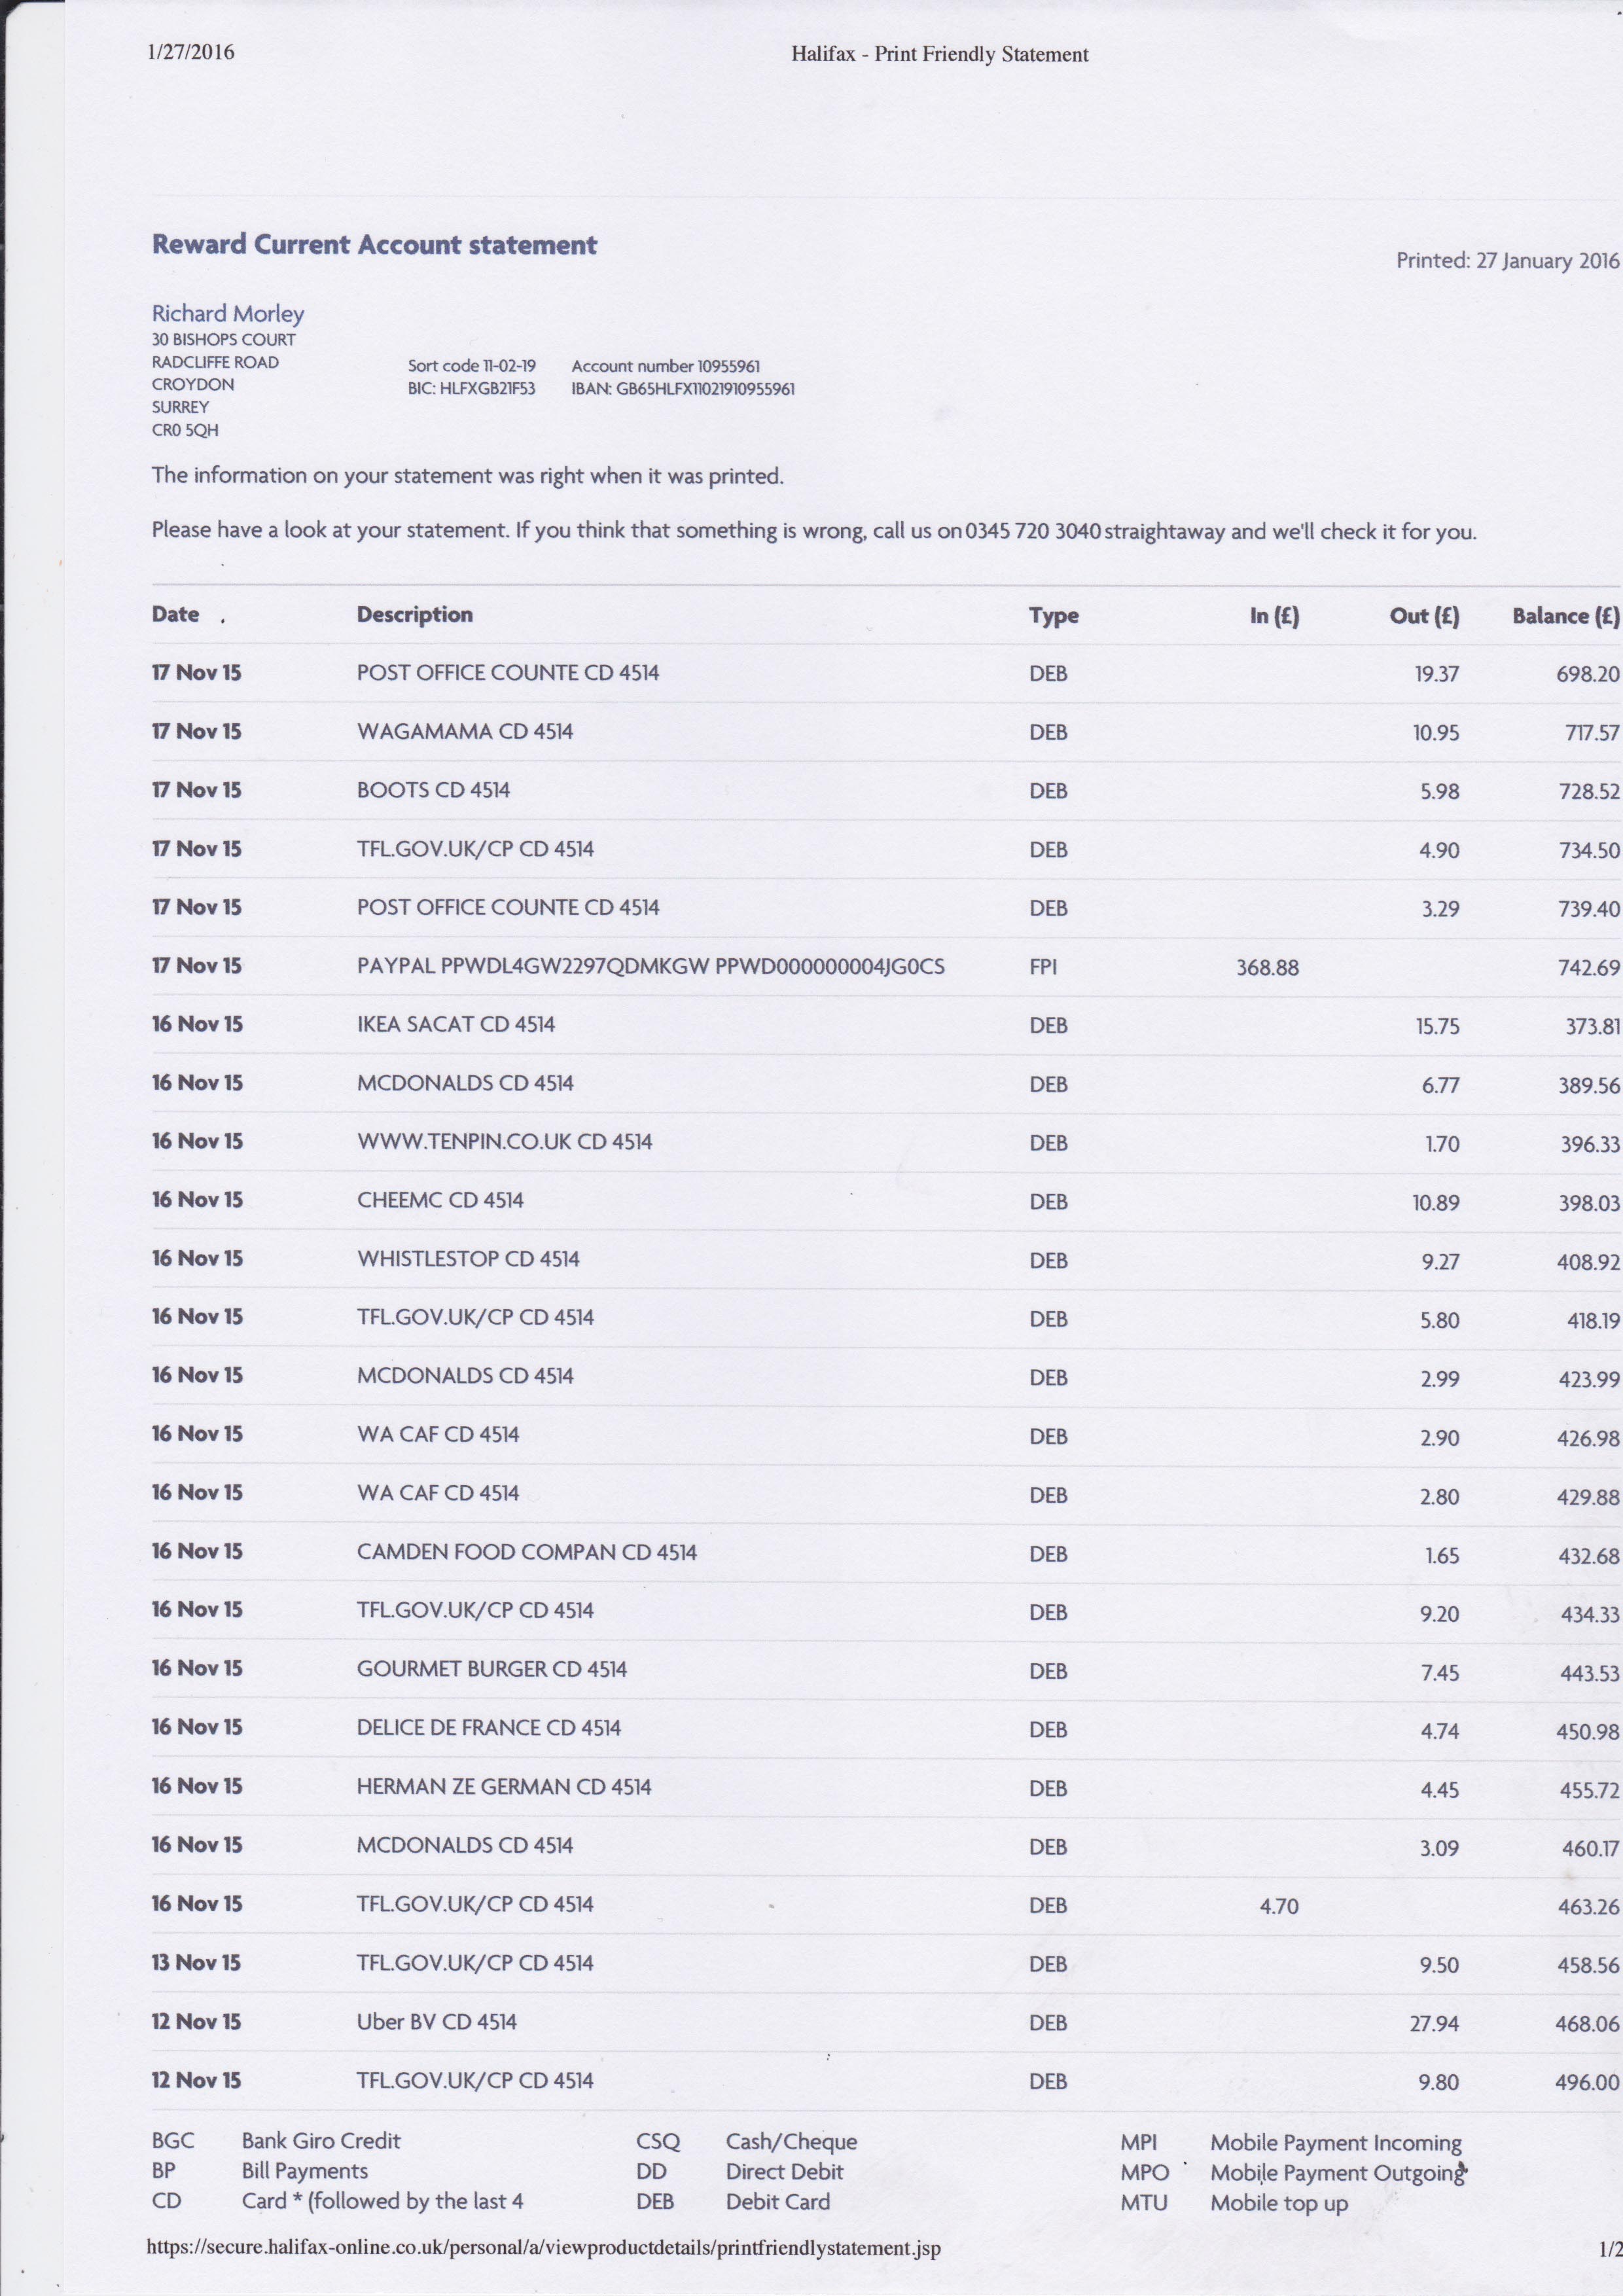 1/27/2016 Halifax - Print Friendly Statement
Reward Current Account statement
Printed: 27 January 2016
Richard Morley
30 BISHOPS COURT
RADCLIFFE ROAD Sort code 11-02-19 Account number 10955961
CROYDON BIC: HLFXGB21F53 IBAN: GB65HLFX11021910955961
SURREY
CR0 5QH
The information on your statement was right when it was printed.
Please have a look at your statement. If you think that something is wrong, call us on 0345 720 3040 straightaway and we'll check it for you.
Date Description Type In (£) Out (£) Balance (£)
17 Nov 15 POST OFFICE COUNTE CD 4514 DEB 19.37 698.20
17 Nov 15 WAGAMAMA CD 4514 DEB 10.95 717.57
17 Nov 15 BOOTS CD 4514 DEB 5.98 728.52
17 Nov 15 TFL.GOV.UK/CP CD 4514 DEB 4.90 734.50
17 Nov 15 POST OFFICE COUNTE CD 4514 DEB 3.29 739.40
17 Nov 15 PAYPAL PPWDL4GW2297QDMKGW PPWD000000004JG0CS FPI 368.88 742.69
16 Nov 15 IKEA SACAT CD 4514 DEB 15.75 373.81
16 Nov 15 MCDONALDS CD 4514 DEB 6.77 389.56
16 Nov 15 WWW.TENPIN.CO.UK CD 4514 DEB 1.70 396.33
16 Nov 15 CHEEMC CD 4514 DEB 10.89 398.03
16 Nov 15 WHISTLESTOP CD 4514 DEB 9.27 408.92
16 Nov 15 TFL.GOV.UK/CP CD 4514 DEB 5.80 418.19
16 Nov 15 MCDONALDS CD 4514 DEB 2.99 423.99
16 Nov 15 WA CAF CD 4514 DEB 2.90 426.98
16 Nov 15 WA CAF CD 4514 DEB 2.80 429.88
16 Nov 15 CAMDEN FOOD COMPAN CD 4514 DEB 1.65 432.68
16 Nov 15 TFL.GOV.UK/CP CD 4514 DEB 9.20 434.33
16 Nov 15 GOURMET BURGER CD 4514 DEB 7.45 443.53
16 Nov 15 DELICE DE FRANCE CD 4514 DEB 4.74 450.98
16 Nov 15 HERMAN ZE GERMAN CD 4514 DEB 4.45 455.72
16 Nov 15 MCDONALDS CD 4514 DEB 3.09 460.17
16 Nov 15 TFL.GOV.UK/CP CD 4514 DEB 4.70 463.26
13 Nov 15 TFL.GOV.UK/CP CD 4514 DEB 9.50 458.56
12 Nov 15 Uber BV CD 4514 DEB 27.94 468.06
12 Nov 15 TFL.GOV.UK/CP CD 4514 DEB 9.80 496.00
BGC Bank Giro Credit CSQ Cash/Cheque MPI Mobile Payment Incoming
BP Bill Payments DD Direct Debit MPO Mobile Payment Outgoing
CD Card * (followed by the last 4 DEB Debit Card MTU Mobile top up
https://secure.halifax-online.co.uk/personal/a/viewproductdetails/printfriendlystatement.jsp 1/2